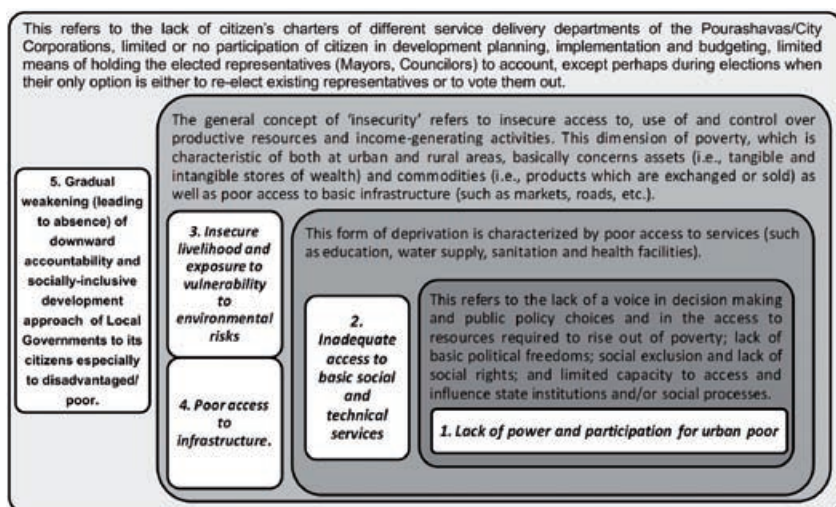 This refers to the lack of citizen's charters of different service delivery departments of the Pourashavas/City
Corporations, limited or no participation of citizen in development planning, implementation and budgeting, limited
means of holding the elected representatives (Mayors, Councilors) to account, except perhaps during elections when
their only option is either to re-elect existing representatives or to vote them out.
The general concept of 'insecurity' refers to insecure access to, use of and control over
productive resources and income-generating activities. This dimension of poverty, which is
characteristic of both at urban and rural areas, basically concerns assets (i.e., tangible and
intangible stores of wealth) and commodities (i.e., products which are exchanged or sold) as
well as poor access to basic infrastructure (such as markets, roads, etc.).
5. Gradual
weakening (leading
to absence) of
downward
accountability and
socially-inclusive
development
approach of Local
Governments to its
citizens especially
to disadvantaged/
poor.
3. Insecure
livelihood and
exposure to
vulnerability
to
environmental
risks
4. Poor access
to
infrastructure.
This form of deprivation is characterized by poor access to services (such
as education, water supply, sanitation and health facilities).
2.
Inadequate
access to
basic social
and
technical
services
This refers to the lack of a voice in decision making
and public policy choices and in the access to
resources required to rise out of poverty; lack of
basic political freedoms; social exclusion and lack of
social rights; and limited capacity to access and
influence state institutions and/or social processes.
1. Lack of power and participation for urban poor